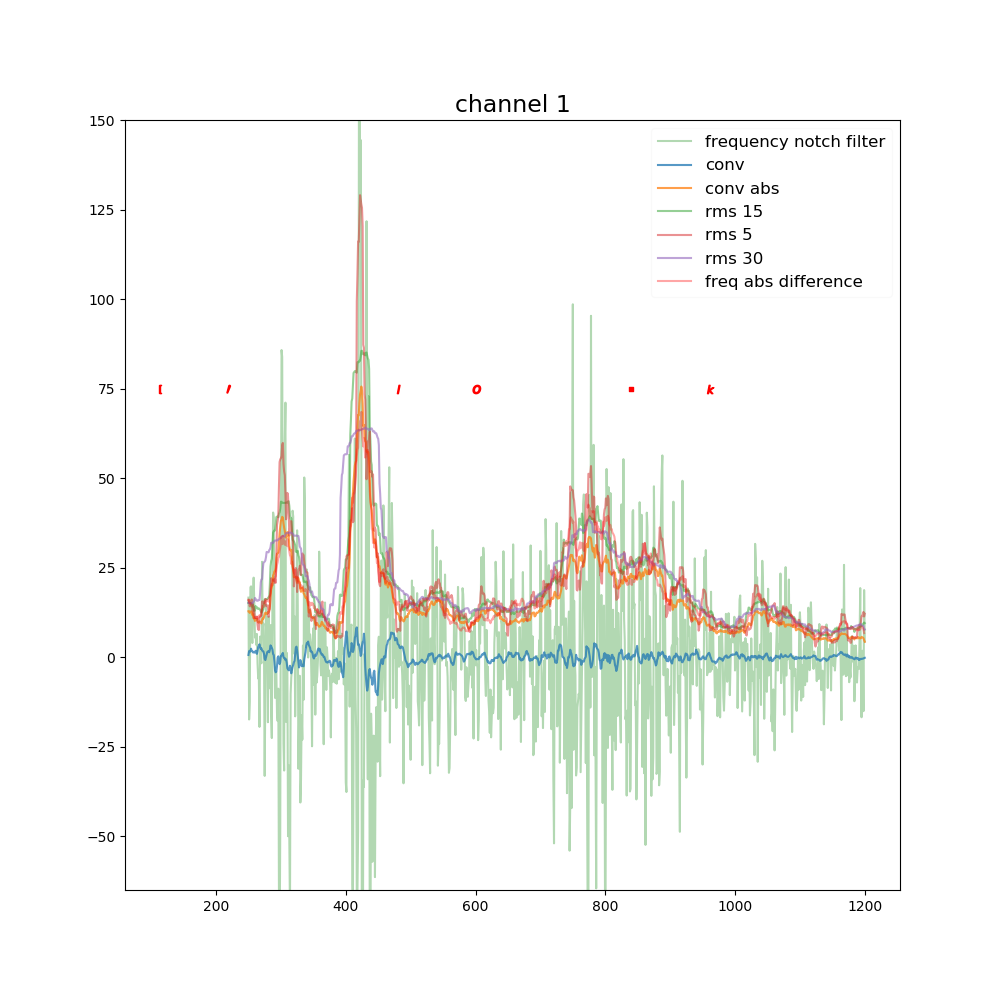 channel 1
150
125
100
75
50
25
0
−25
−50
frequency notch filter
conv
conv abs
rms 15
rms 5
rms 30
freq abs difference
[ ' l O ▪ k
200 400 600 800 1000 1200